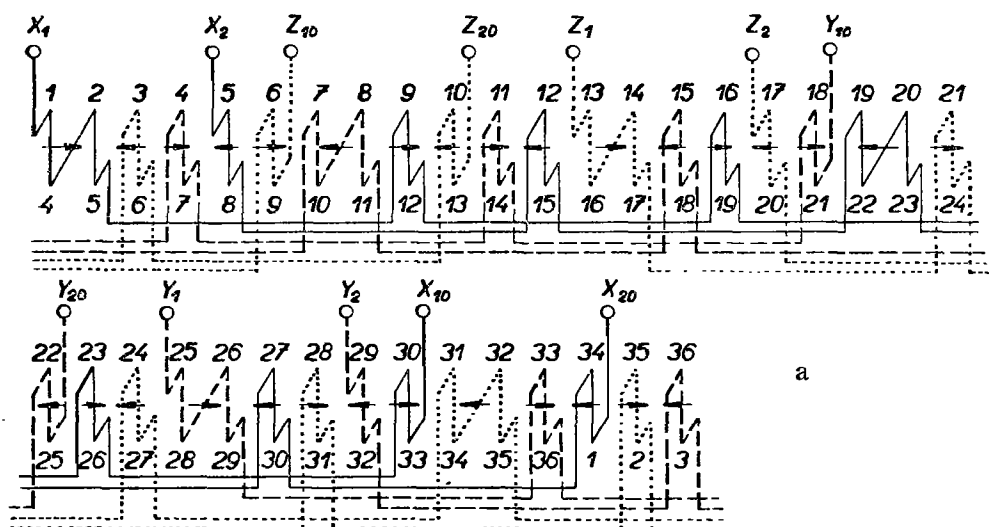 X1 X2 Z10 Z20 Z1 Z2 Y10
1 2 3 4 5 6 7 8 9 10 11 12 13 14 15 16 17 18 19 20 21
4 5 6 7 8 9 10 11 12 13 14 15 16 17 18 19 20 21 22 23 24
Y20 Y1 Y2 X10 X20
22 23 24 25 26 27 28 29 30 31 32 33 34 35 36
a
25 26 27 28 29 30 31 32 33 34 35 36 1 2 3